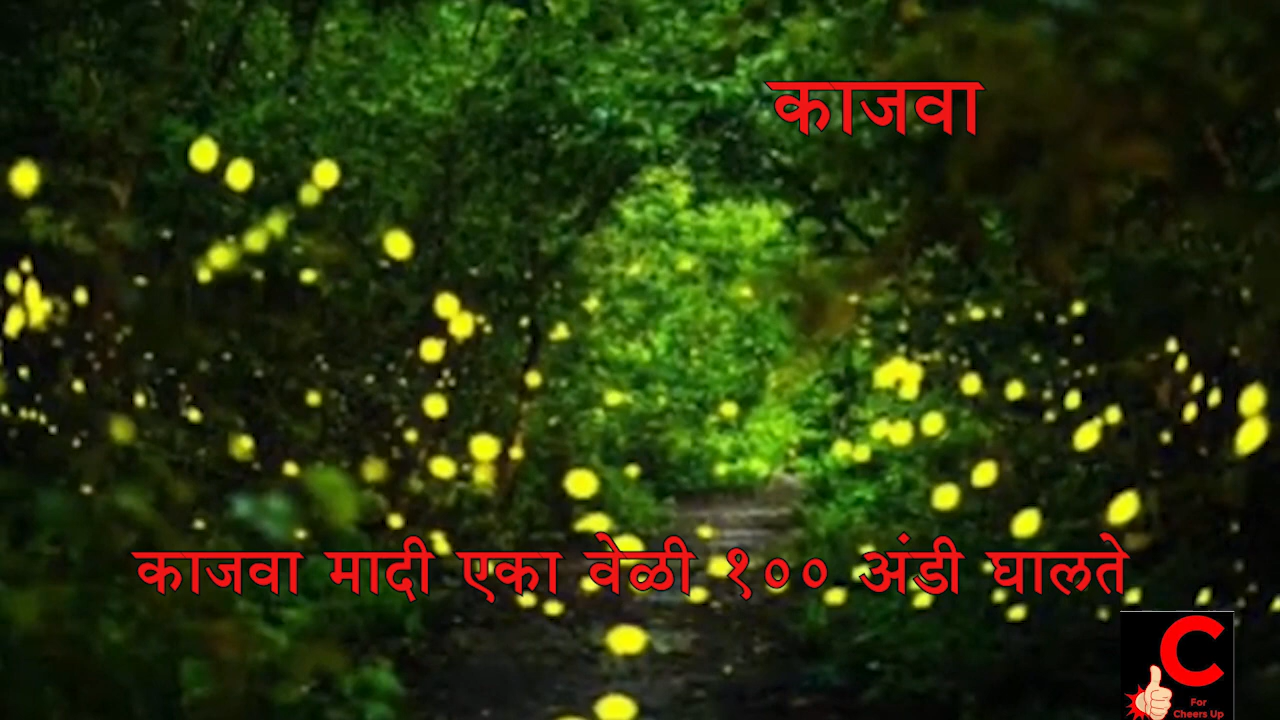 काजवा
काजवा मादी एका वेळी १०० अंडी घालते
C
For
Cheers Up